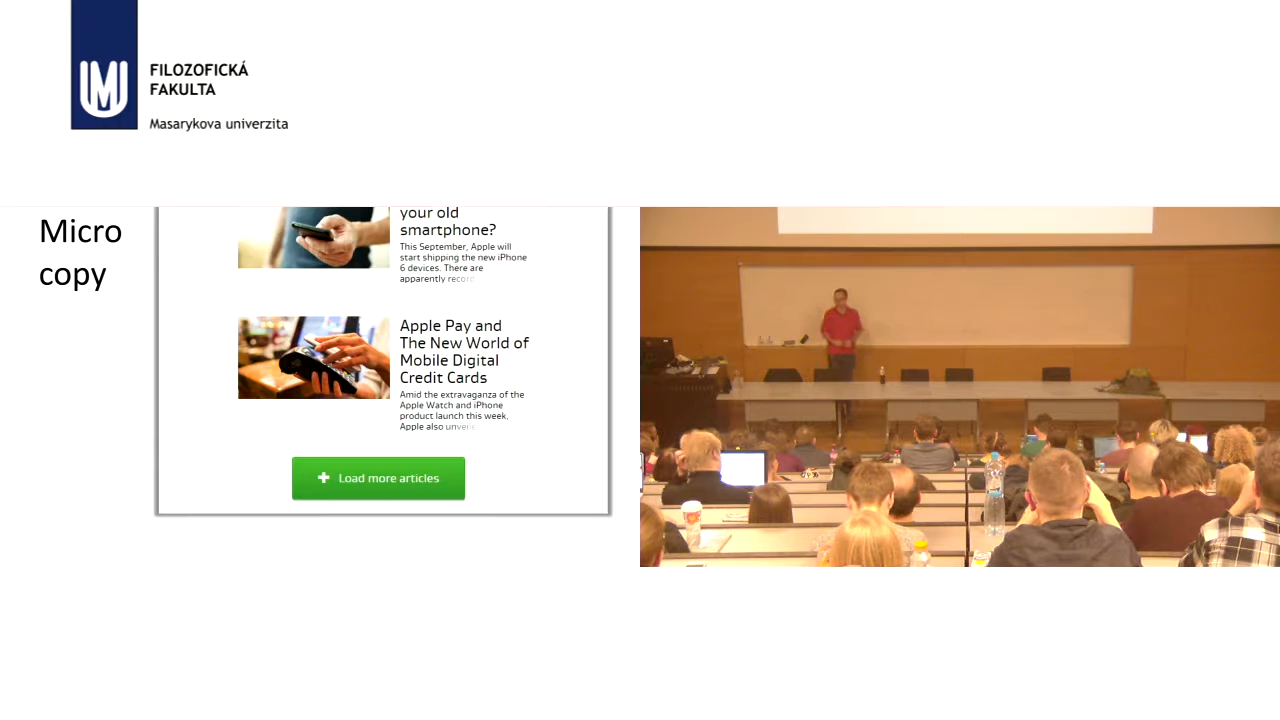 FILOZOFICKÁ
FAKULTA
Masarykova univerzita
Micro
copy
your old
smartphone?
This September, Apple will
start shipping the new iPhone
6 devices. There are
apparently recorc
Apple Pay and
The New World of
Mobile Digital
Credit Cards
Amid the extravaganza of the
Apple Watch and iPhone
product launch this week,
Apple also unveile
Load more articles